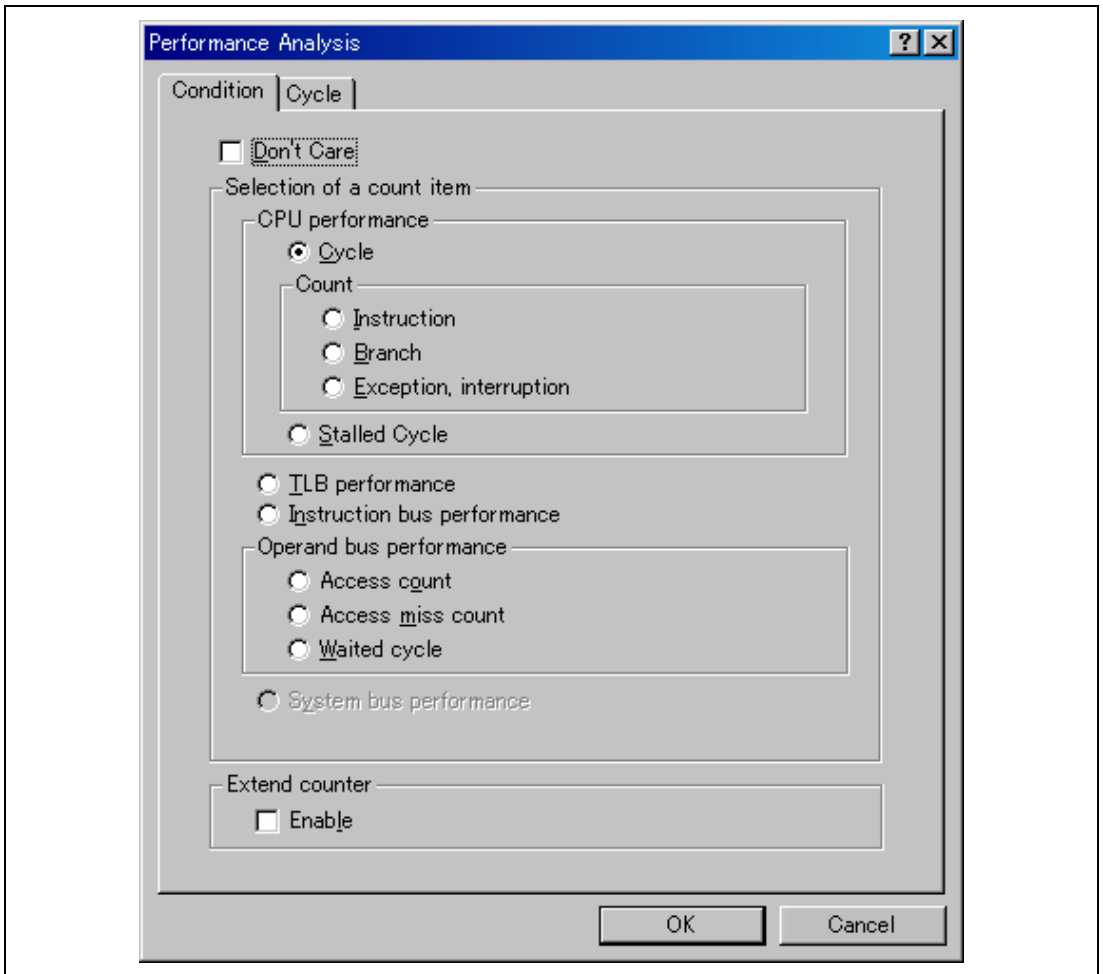 Performance Analysis
Condition
Cycle
Don't Care
Selection of a count item
CPU performance
Cycle
Count
Instruction
Branch
Exception, interruption
Stalled Cycle
TLB performance
Instruction bus performance
Operand bus performance
Access count
Access miss count
Waited cycle
System bus performance
Extend counter
Enable
OK
Cancel